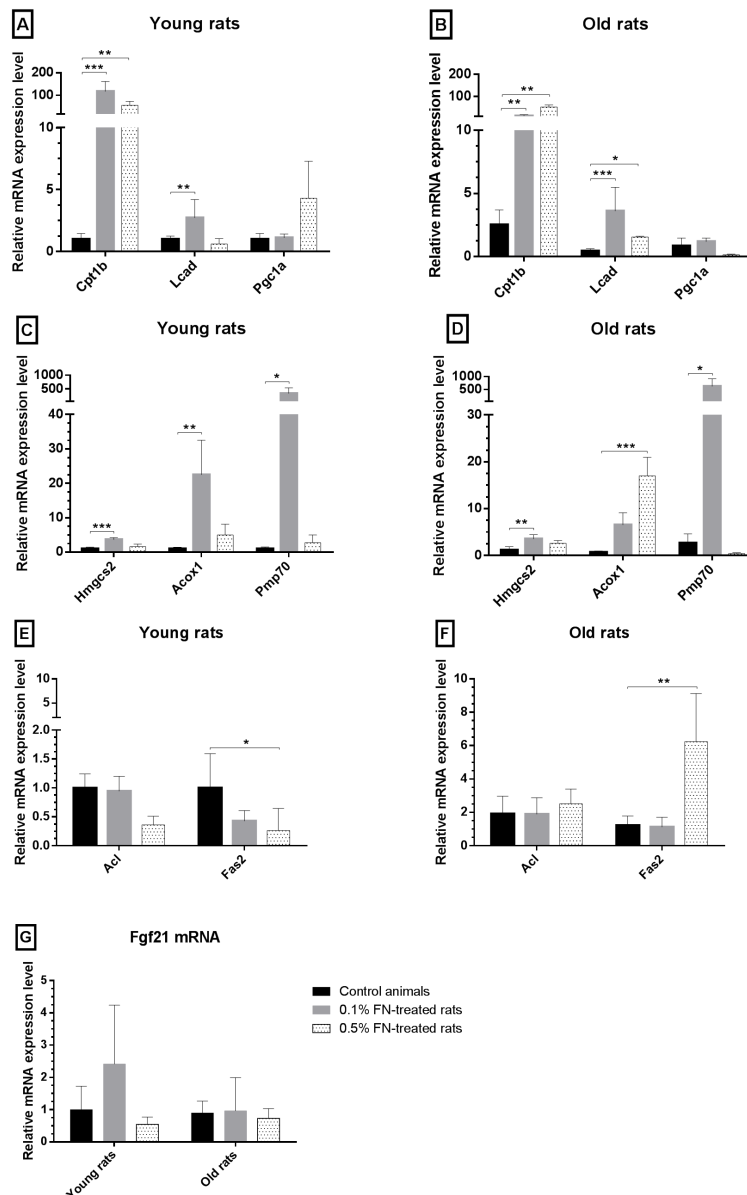 A
Young rats
Relative mRNA expression level
200
100
0
10
5
0
**
***
**
Cpt1b
Lcad
Pgc1a
B
Old rats
Relative mRNA expression level
200
100
10
5
0
**
**
*
***
Cpt1b
Lcad
Pgc1a
C
Young rats
Relative mRNA expression level
1000
500
40
30
20
10
0
***
**
*
Hmgcs2
Acox1
Pmp70
D
Old rats
Relative mRNA expression level
1000
500
30
20
10
0
**
***
*
Hmgcs2
Acox1
Pmp70
E
Young rats
Relative mRNA expression level
10
5
2.0
1.5
1.0
0.5
0.0
*
Acl
Fas2
F
Old rats
Relative mRNA expression level
10
8
6
4
2
0
**
Acl
Fas2
G
Fgf21 mRNA
Relative mRNA expression level
5
4
3
2
1
0
Young rats
Old rats
Control animals
0.1% FN-treated rats
0.5% FN-treated rats